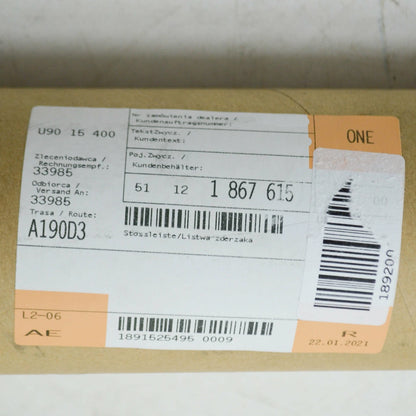 Nr zamówienia dealera /
Kundenauftragsnummer:
U90 15 400
ONE
Tekst Zwycz. /
Kundentext:
Zleceniodawca /
Rechnungsempf.:
33985
Poj. Zwycz. /
Kundenbehälter:
51 12 1 867 615
Odbiorca /
Versand An:
33985
Trasa / Route:
A190D3
Stossleiste/Listwa zderzaka
189200
L2-06
AE
1891525495 0009
R
22.01.2021